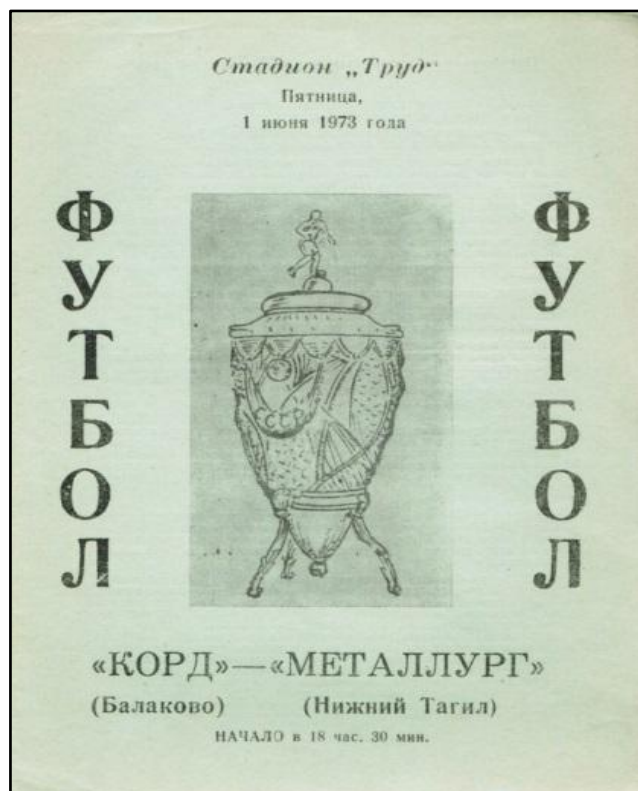 Стадион „Труд“
Пятница,
1 июня 1973 года
ФУТБОЛ
ФУТБОЛ
СССР
«КОРД»—«МЕТАЛЛУРГ»
(Балаково) (Нижний Тагил)
НАЧАЛО в 18 час. 30 мин.